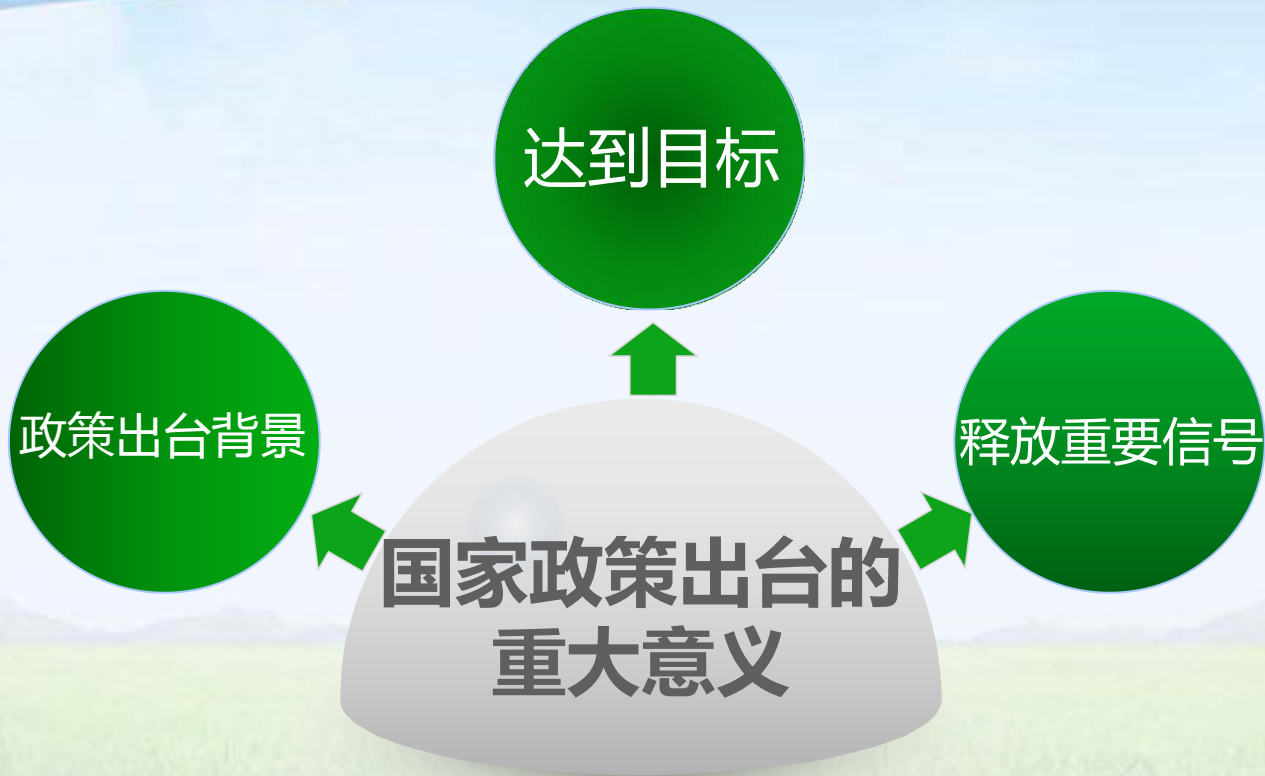 达到目标
政策出台背景
释放重要信号
国家政策出台的
重大意义